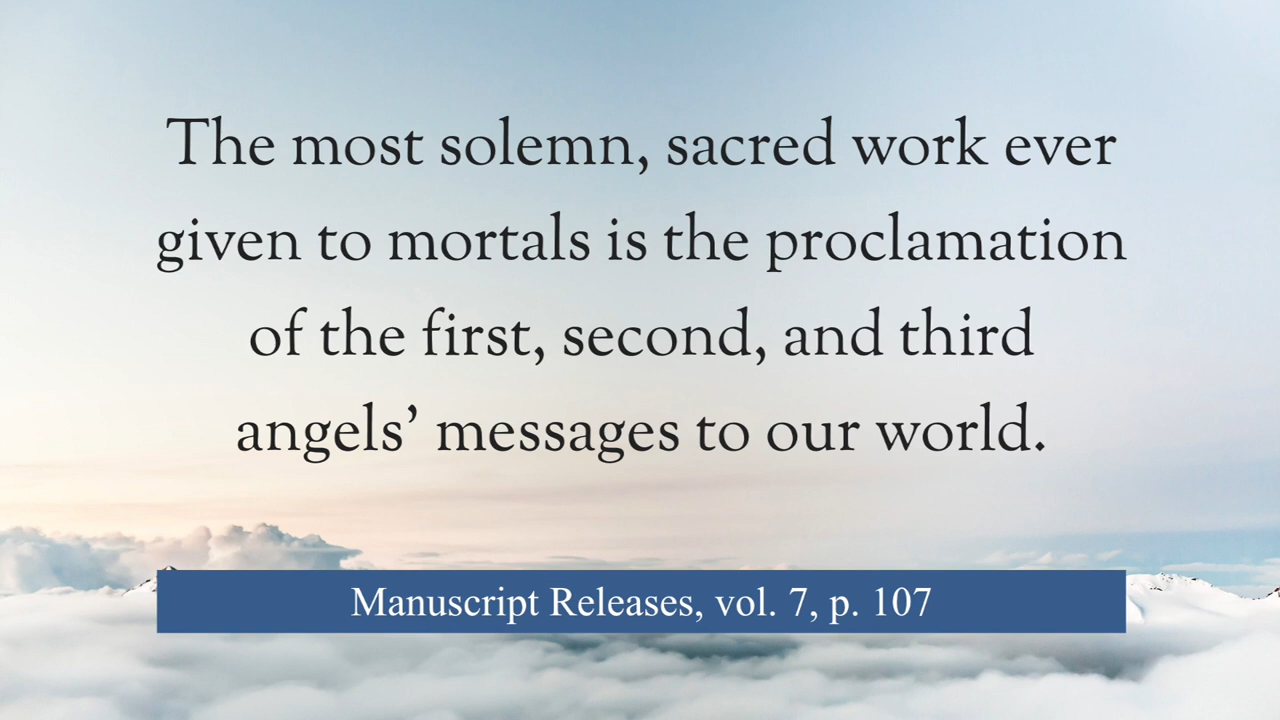 The most solemn, sacred work ever
given to mortals is the proclamation
of the first, second, and third
angels’ messages to our world.
Manuscript Releases, vol. 7, p. 107